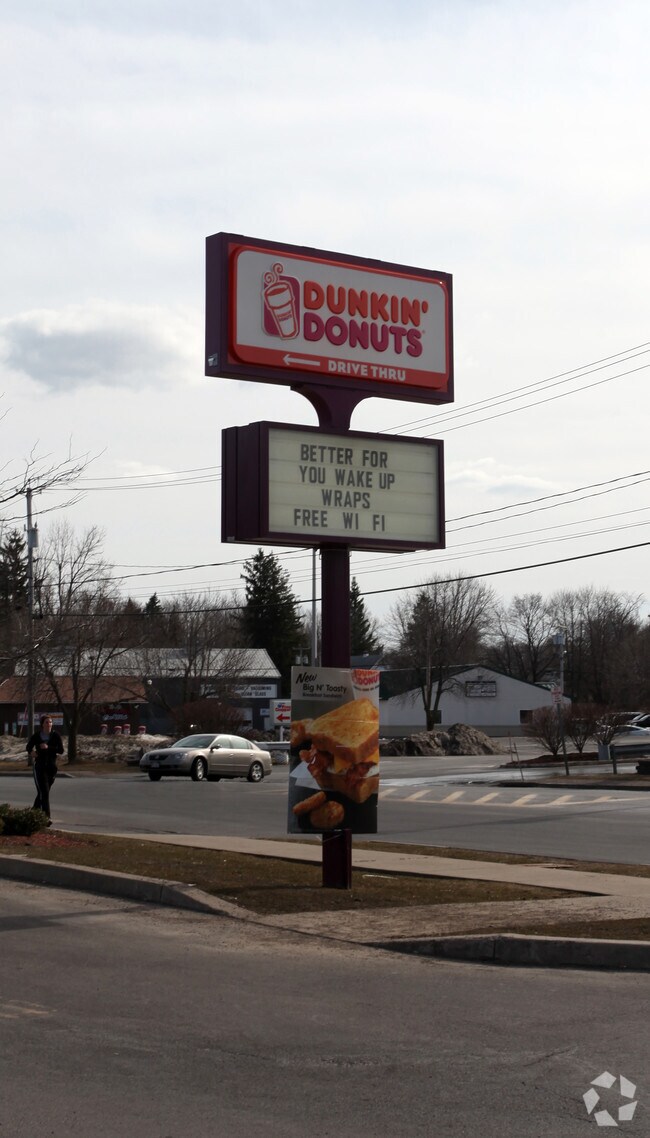 DUNKIN'
DONUTS
DRIVE THRU
BETTER FOR
YOU WAKE UP
WRAPS
FREE WI FI
New
Big N' Toasty